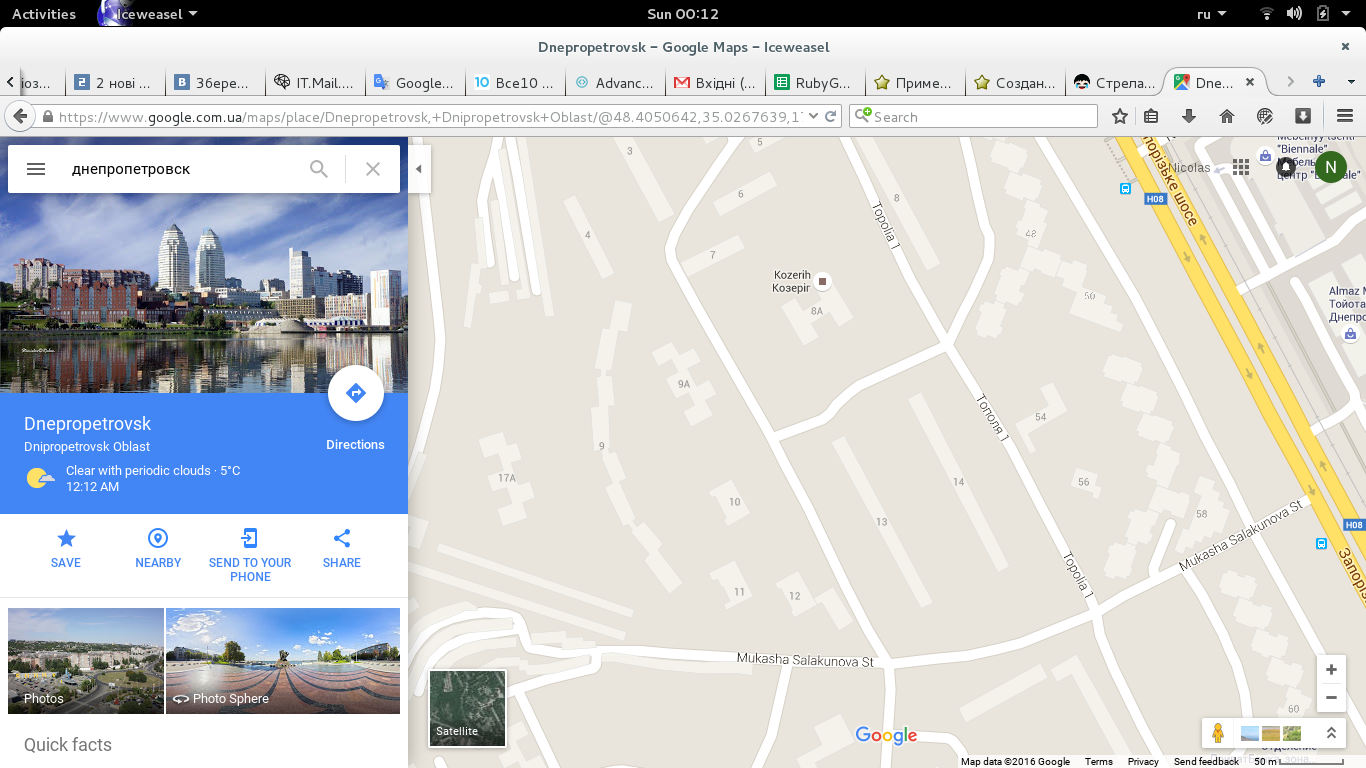 Activities
Iceweasel
Sun 00:12
ru
Dnepropetrovsk – Google Maps – Iceweasel
іоз...
2 нові ...
Збере...
IT.Mail....
Google...
Все10 ...
Advanc...
Вхідні (...
RubyG...
Приме...
Создан...
Стрела...
Dne...
https://www.google.com.ua/maps/place/Dnepropetrovsk,+Dnipropetrovsk+Oblast/@48.4050642,35.0267639,17
Search
днепропетровск
Dnepropetrovsk
Dnipropetrovsk Oblast
Directions
Clear with periodic clouds · 5°C
12:12 AM
SAVE
NEARBY
SEND TO YOUR
PHONE
SHARE
Photos
Photo Sphere
Quick facts
Satellite
3
5
4
6
7
8
Topolia 1
Kozerih
Козеріг
8A
48
50
9A
9
17A
10
11
12
13
14
Тополя 1
54
56
58
60
Topolia 1
Mukasha Salakunova St
Mukasha Salakunova St
Запорізьке шосе
H08
H08
Nicolas
N
"Biennale"
Almaz M
Тойота
Днепро
Google
Отделение
Map data ©2016 Google
Terms
Privacy
Send feedback
50 m